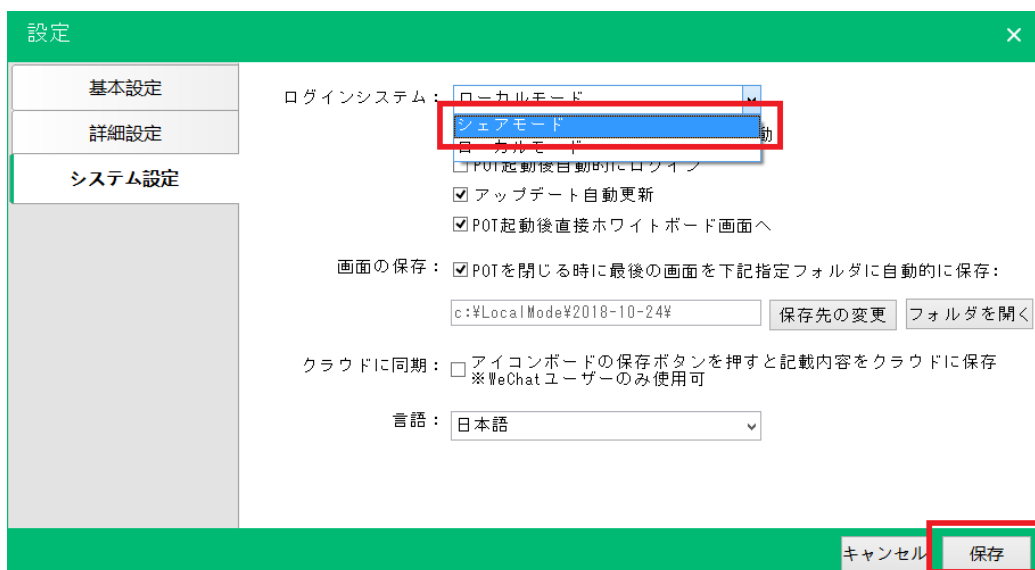 設定
基本設定
詳細設定
システム設定
ログインシステム：
ローカルモード
シェアモード
動
ローカルモード
POT起動後自動的にログイン
アップデート自動更新
POT起動後直接ホワイトボード画面へ
画面の保存：
POTを閉じる時に最後の画面を下記指定フォルダに自動的に保存：
c:¥LocalMode¥2018-10-24¥
保存先の変更
フォルダを開く
クラウドに同期：
アイコンボードの保存ボタンを押すと記載内容をクラウドに保存
※WeChatユーザーのみ使用可
言語：
日本語
キャンセル
保存